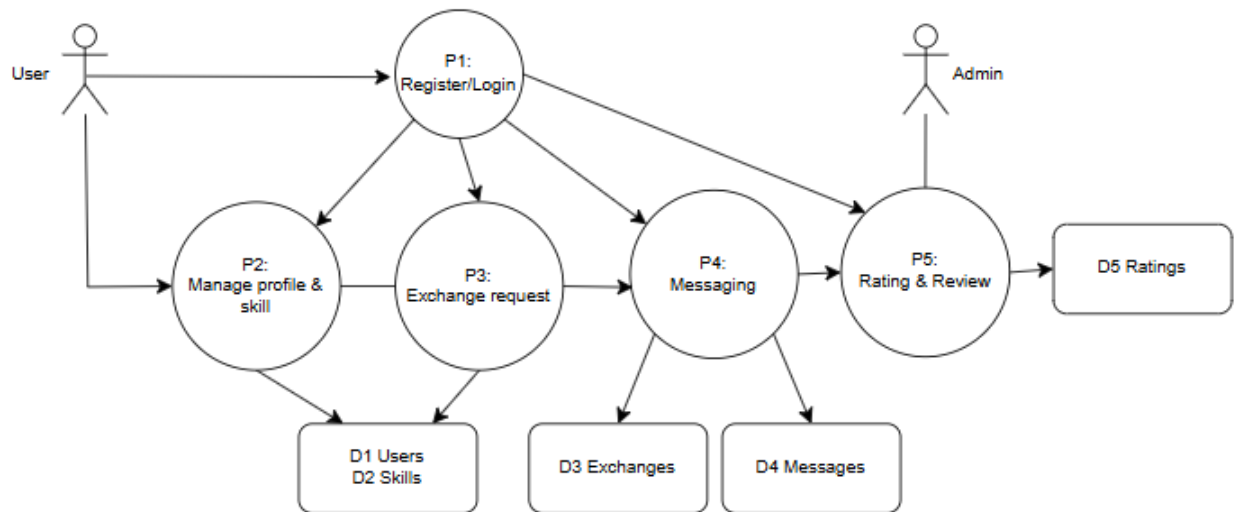 User
P1:
Register/Login
Admin
P2:
Manage profile &
skill
P3:
Exchange request
P4:
Messaging
P5:
Rating & Review
D5 Ratings
D1 Users
D2 Skills
D3 Exchanges
D4 Messages